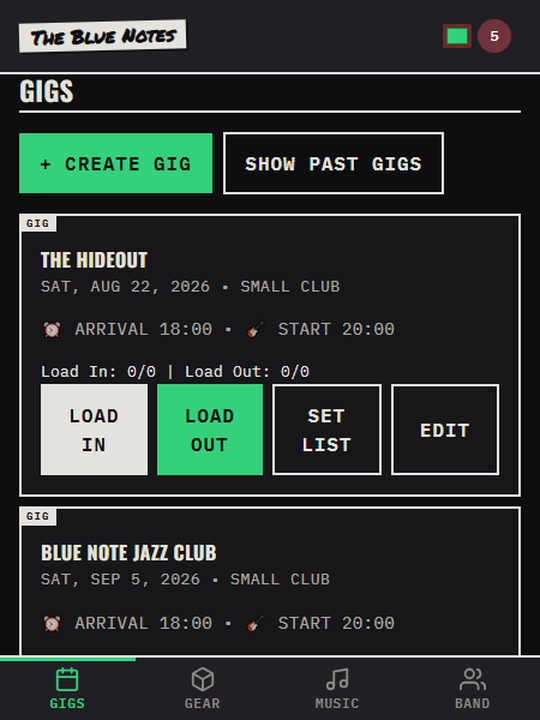 The Blue Notes
5
GIGS
+ CREATE GIG
SHOW PAST GIGS
GIG
THE HIDEOUT
SAT, AUG 22, 2026 • SMALL CLUB
⏰ ARRIVAL 18:00 • 🎸 START 20:00
Load In: 0/0 | Load Out: 0/0
LOAD IN
LOAD OUT
SET LIST
EDIT
GIG
BLUE NOTE JAZZ CLUB
SAT, SEP 5, 2026 • SMALL CLUB
⏰ ARRIVAL 18:00 • 🎸 START 20:00
GIGS
GEAR
MUSIC
BAND